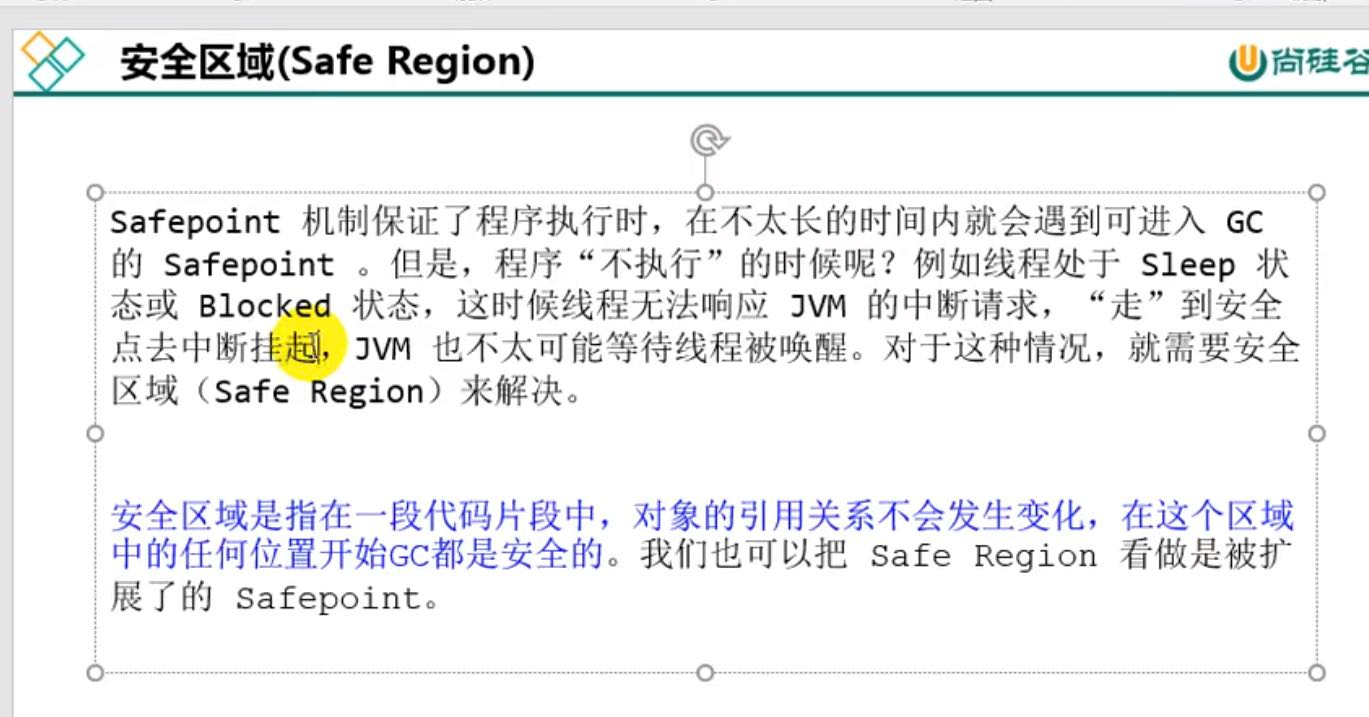 安全区域(Safe Region)
尚硅谷
Safepoint 机制保证了程序执行时，在不太长的时间内就会遇到可进入 GC
的 Safepoint 。但是，程序“不执行”的时候呢？例如线程处于 Sleep 状
态或 Blocked 状态，这时候线程无法响应 JVM 的中断请求，“走”到安全
点去中断挂起，JVM 也不太可能等待线程被唤醒。对于这种情况，就需要安全
区域（Safe Region）来解决。
安全区域是指在一段代码片段中，对象的引用关系不会发生变化，在这个区域
中的任何位置开始GC都是安全的。我们也可以把 Safe Region 看做是被扩
展了的 Safepoint。